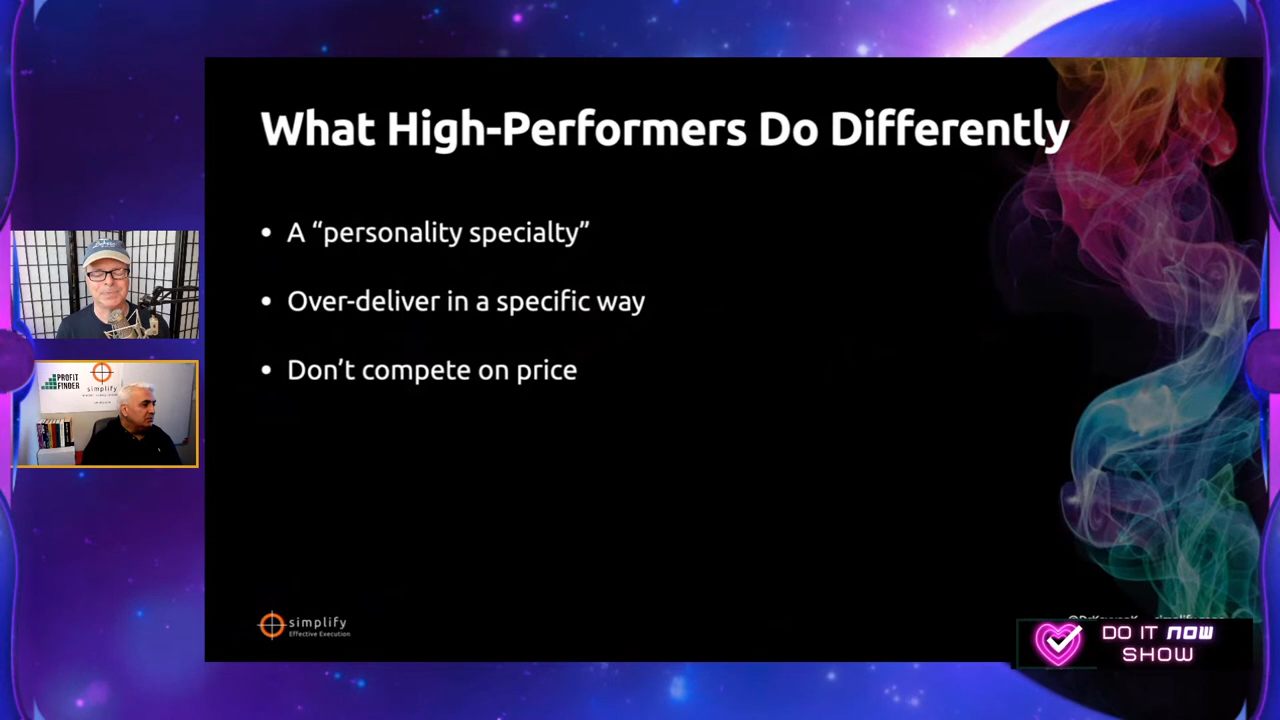 What High-Performers Do Differently
• A “personality specialty”
• Over-deliver in a specific way
• Don’t compete on price
PROFIT
FINDER
simplify
simplify
Effective Execution
DO IT NOW
SHOW